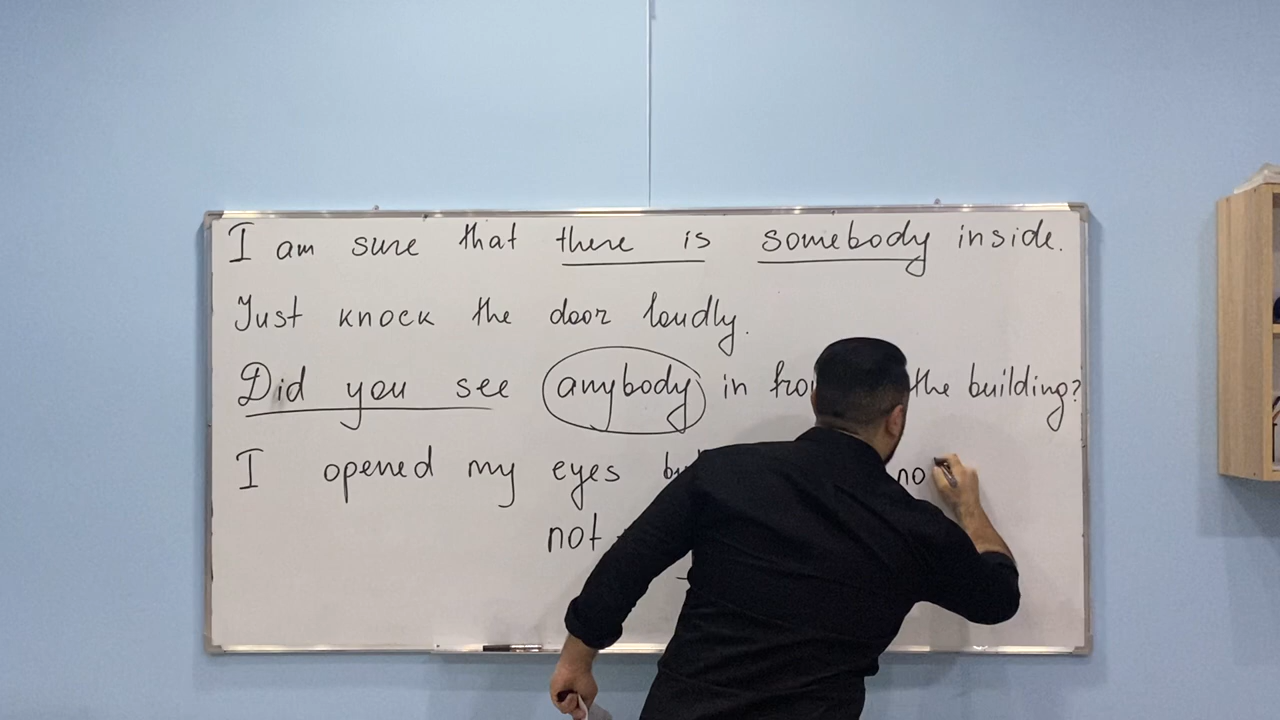 I am sure that there is somebody inside.
Just knock the door loudly.
Did you see anybody in the building?
I opened my eyes no
not